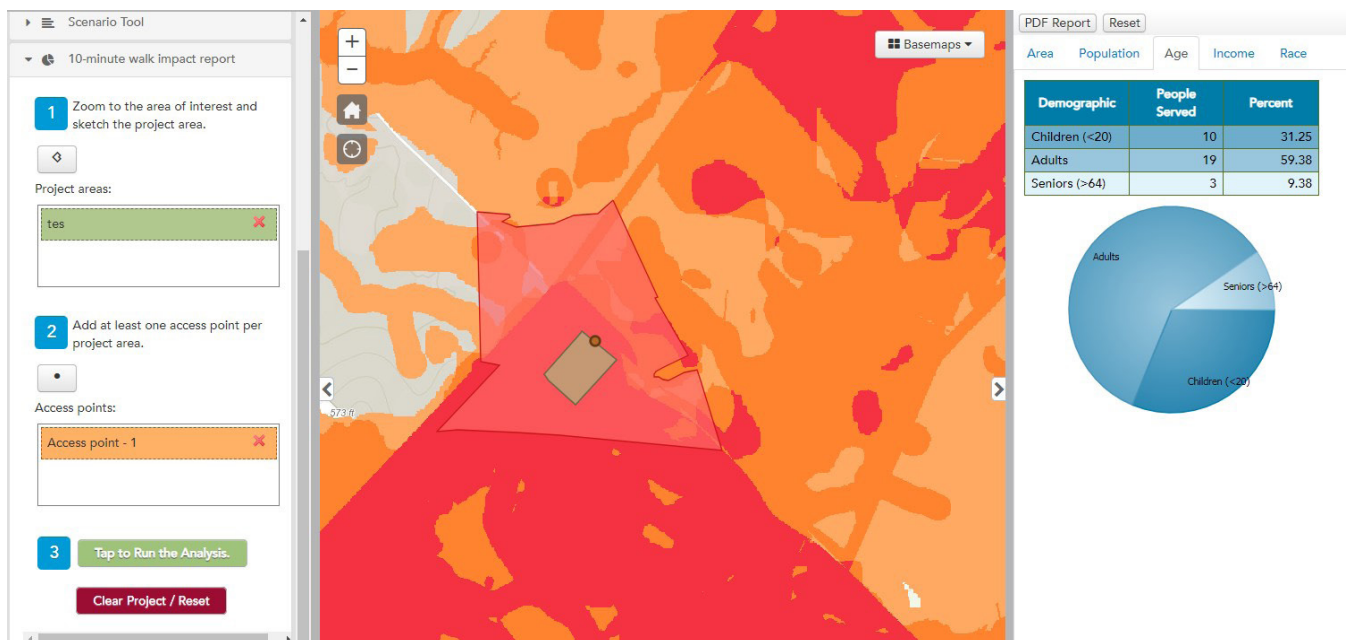 Scenario Tool
10-minute walk impact report
1
Zoom to the area of interest and
sketch the project area.
Project areas:
tes
2
Add at least one access point per
project area.
Access points:
Access point - 1
3
Tap to Run the Analysis.
Clear Project / Reset
+
−
573 ft
Basemaps
PDF Report Reset
Area Population Age Income Race
Demographic People Served Percent
Children (<20) 10 31.25
Adults 19 59.38
Seniors (>64) 3 9.38
Adults
Seniors (>64)
Children (<20)